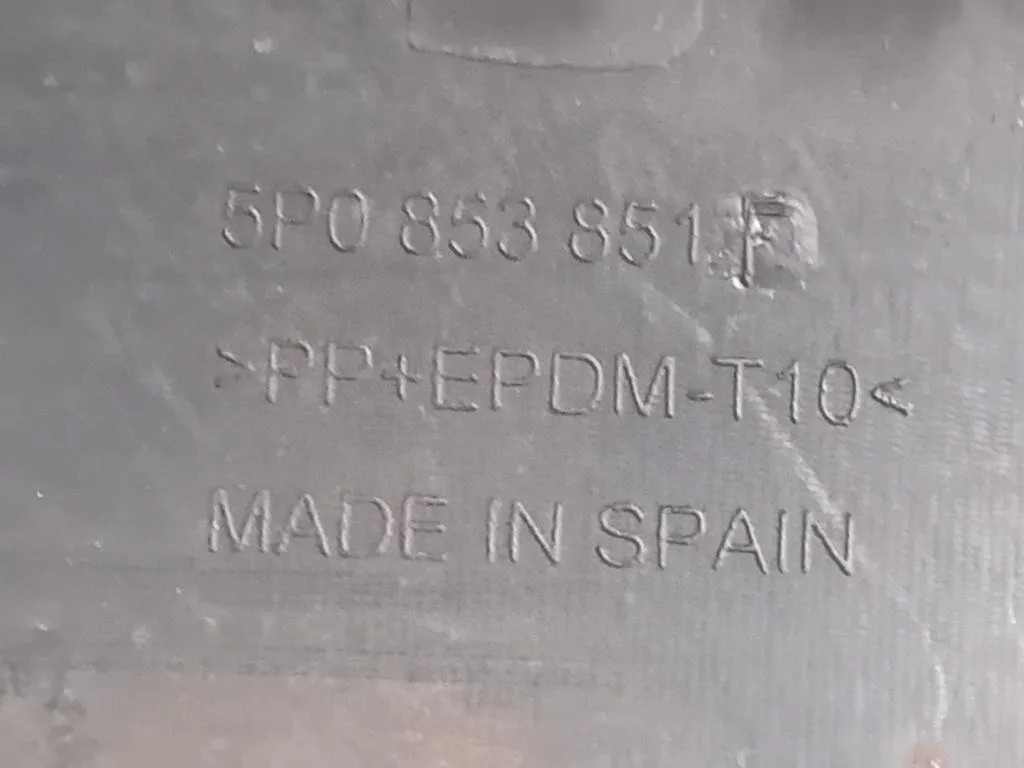 5P0 853 851 F
>PP+EPDM-T10<
MADE IN SPAIN